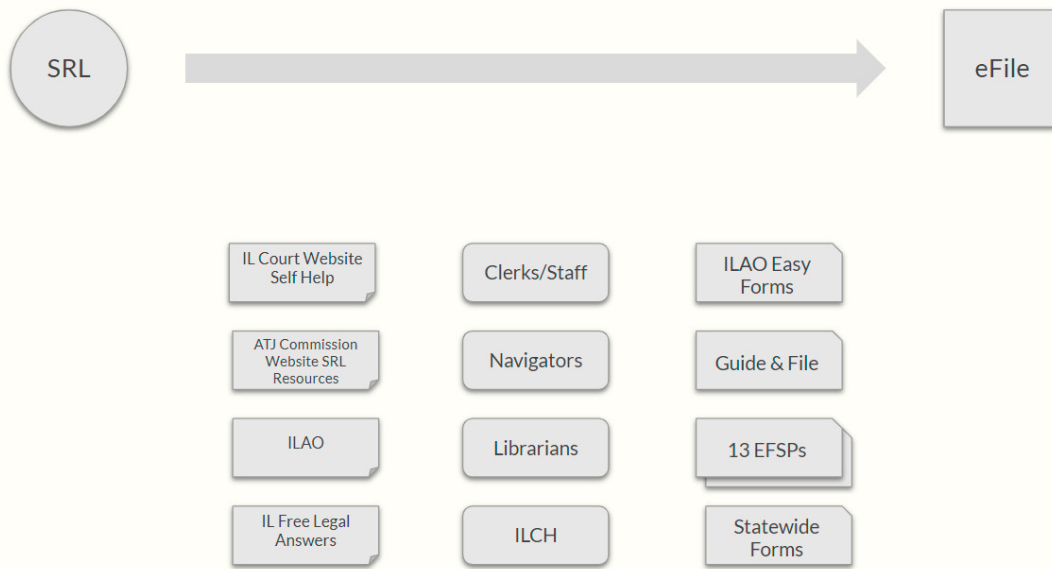 SRL
eFile
IL Court Website
Self Help
Clerks/Staff
ILAO Easy
Forms
ATJ Commission
Website SRL
Resources
Navigators
Guide & File
ILAO
Librarians
13 EFSPs
IL Free Legal
Answers
ILCH
Statewide
Forms